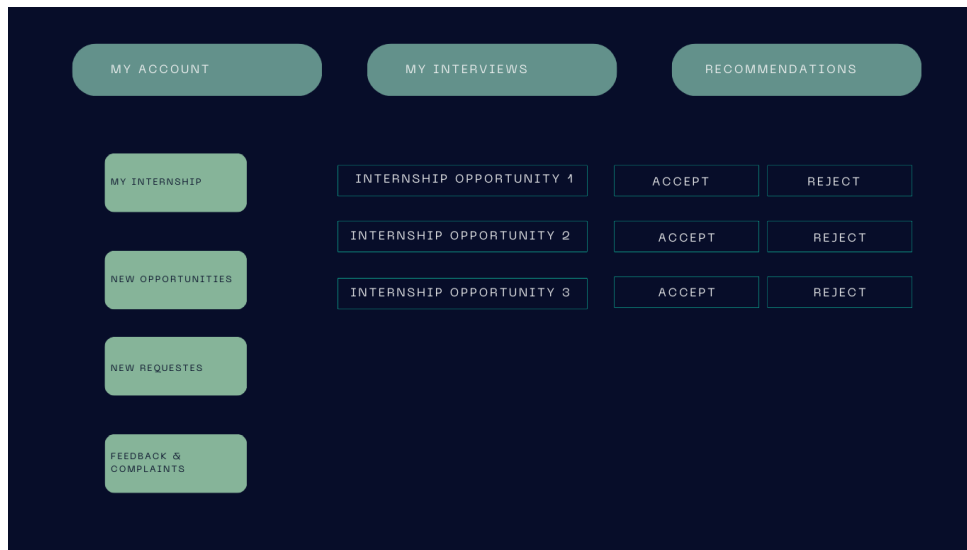 MY ACCOUNT
MY INTERVIEWS
RECOMMENDATIONS
MY INTERNSHIP
INTERNSHIP OPPORTUNITY 1
ACCEPT
REJECT
INTERNSHIP OPPORTUNITY 2
ACCEPT
REJECT
NEW OPPORTUNITIES
INTERNSHIP OPPORTUNITY 3
ACCEPT
REJECT
NEW REQUESTES
FEEDBACK &
COMPLAINTS